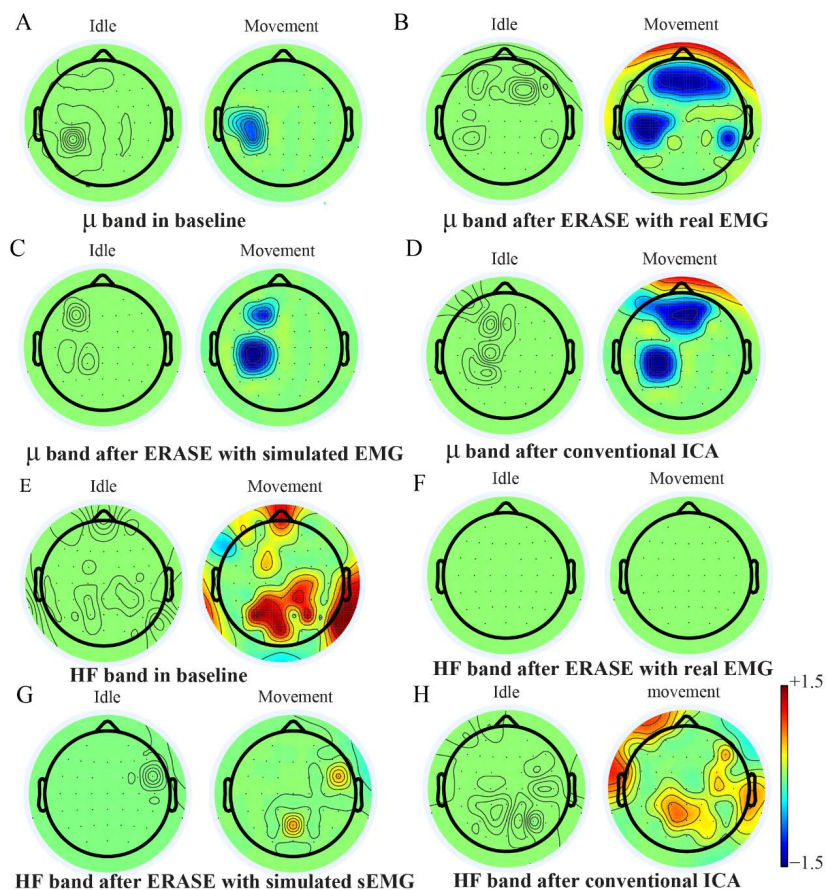 A
Idle
Movement
μ band in baseline
B
Idle
Movement
μ band after ERASE with real EMG
C
Idle
Movement
μ band after ERASE with simulated EMG
D
Idle
Movement
μ band after conventional ICA
E
Idle
Movement
HF band in baseline
F
Idle
Movement
HF band after ERASE with real EMG
G
Idle
Movement
HF band after ERASE with simulated sEMG
H
Idle
movement
HF band after conventional ICA
+1.5
−1.5